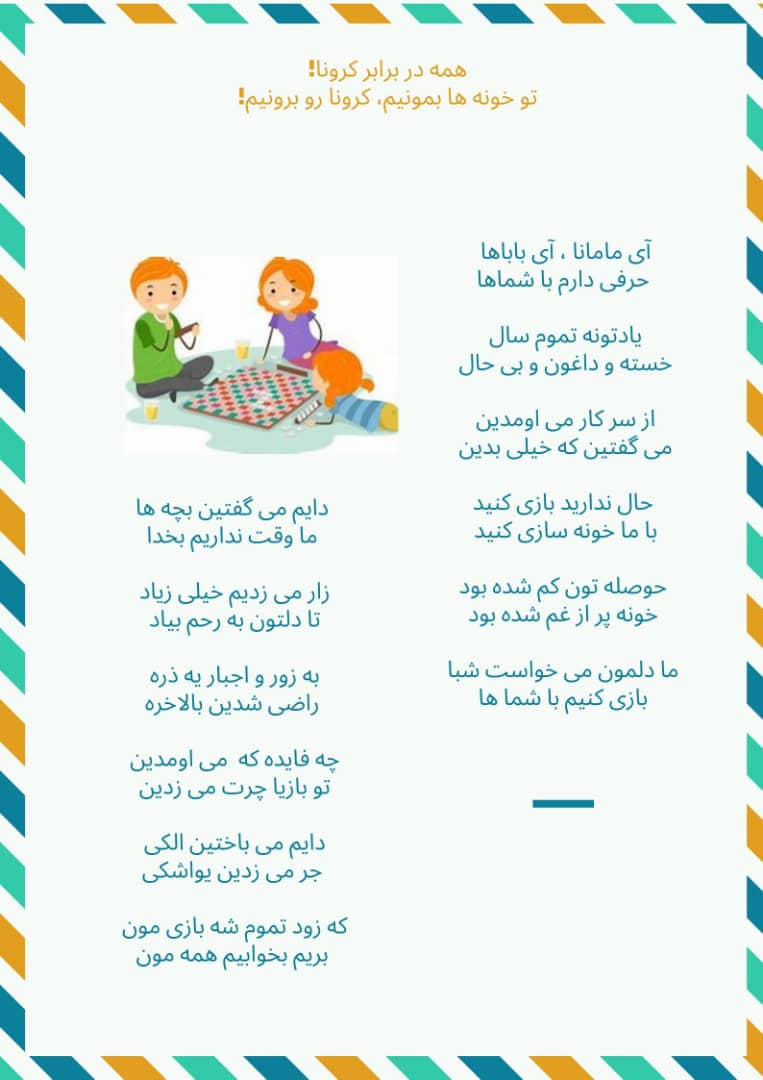 همه در برابر کرونا!
تو خونه ها بمونیم، کرونا رو برونیم!
آی مامانا ، آی باباها
حرفی دارم با شماها
یادتونه تموم سال
خسته و داغون و بی حال
از سر کار می اومدین
می گفتین که خیلی بدین
حال ندارید بازی کنید
با ما خونه سازی کنید
حوصله تون کم شده بود
خونه پر از غم شده بود
ما دلمون می خواست شبا
بازی کنیم با شما ها
دایم می گفتین بچه ها
ما وقت نداریم بخدا
زار می زدیم خیلی زیاد
تا دلتون به رحم بیاد
به زور و اجبار یه ذره
راضی شدین بالاخره
چه فایده که می اومدین
تو بازیا چرت می زدین
دایم می باختین الکی
جر می زدین یواشکی
که زود تموم شه بازی مون
بریم بخوابیم همه مون